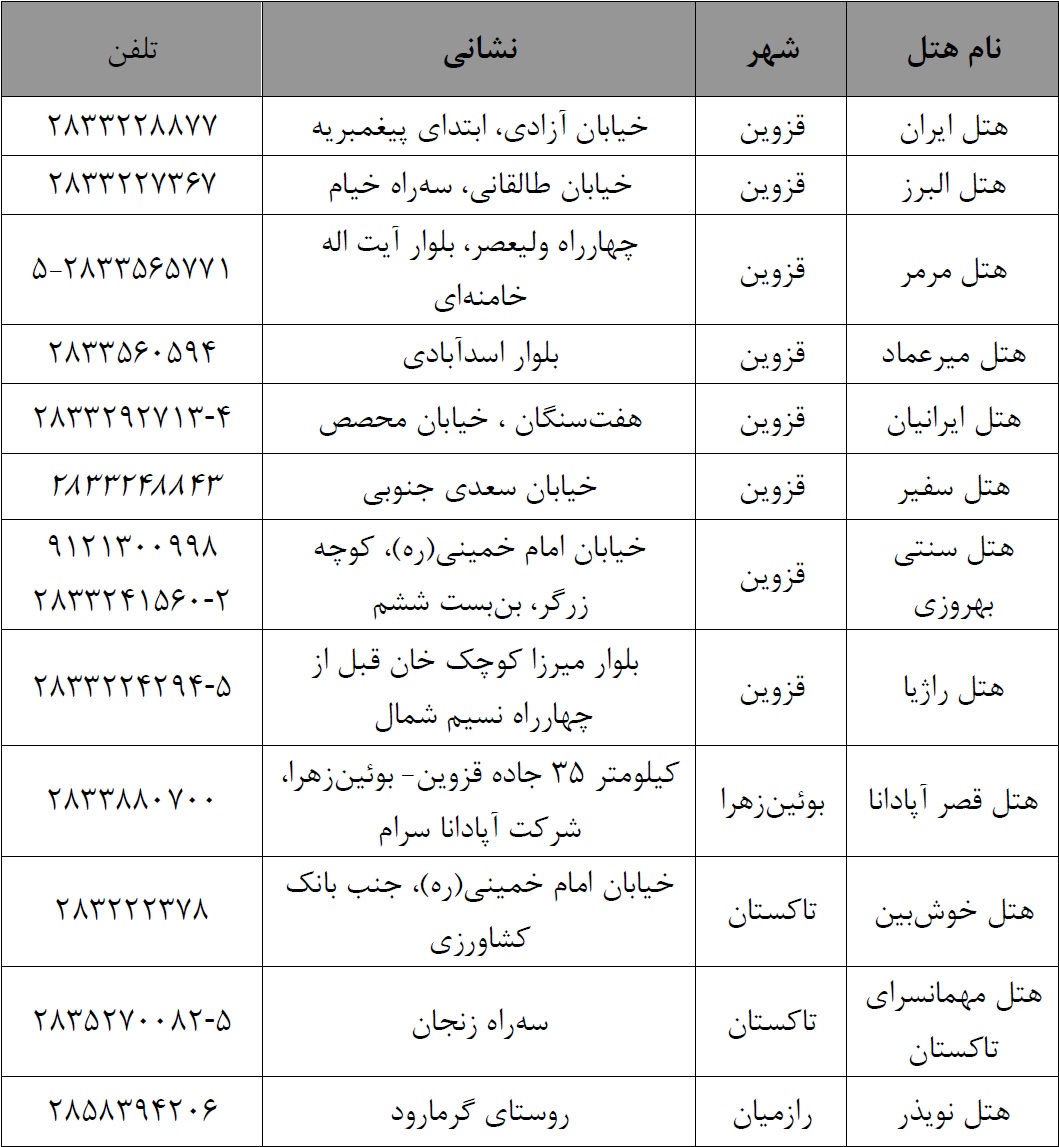 نام هتل شهر نشانی تلفن
هتل ایران قزوین خیابان آزادی، ابتدای پیغمبریه ۲۸۳۳۲۲۸۸۷۷
هتل البرز قزوین خیابان طالقانی، سه‌راه خیام ۲۸۳۳۲۲۷۳۶۷
هتل مرمر قزوین چهارراه ولیعصر، بلوار آیت اله
خامنه‌ای ۲۸۳۳۵۶۵۷۷۱-۵
هتل میرعماد قزوین بلوار اسدآبادی ۲۸۳۳۵۶۰۵۹۴
هتل ایرانیان قزوین هفت‌سنگان ، خیابان محصص ۲۸۳۳۲۹۲۷۱۳-۴
هتل سفیر قزوین خیابان سعدی جنوبی ۲۸۳۳۲۴۸۸۴۳
هتل سنتی قزوین خیابان امام خمینی(ره)، کوچه ۹۱۲۱۳۰۰۹۹۸
بهروزی زرگر، بن‌بست ششم ۲۸۳۳۲۴۱۵۶۰-۲
هتل راژیا قزوین بلوار میرزا کوچک خان قبل از
چهارراه نسیم شمال ۲۸۳۳۲۲۴۲۹۴-۵
هتل قصر آپادانا بوئین‌زهرا کیلومتر ۳۵ جاده قزوین- بوئین‌زهرا،
شرکت آپادانا سرام ۲۸۳۳۸۸۰۷۰۰
هتل خوش‌بین تاکستان خیابان امام خمینی(ره)، جنب بانک
کشاورزی ۲۸۳۲۲۲۳۷۸
هتل مهمانسرای
تاکستان تاکستان سه‌راه زنجان ۲۸۳۵۲۷۰۰۸۲-۵
هتل نویذر رازمیان روستای گرمارود ۲۸۵۸۳۹۴۲۰۶